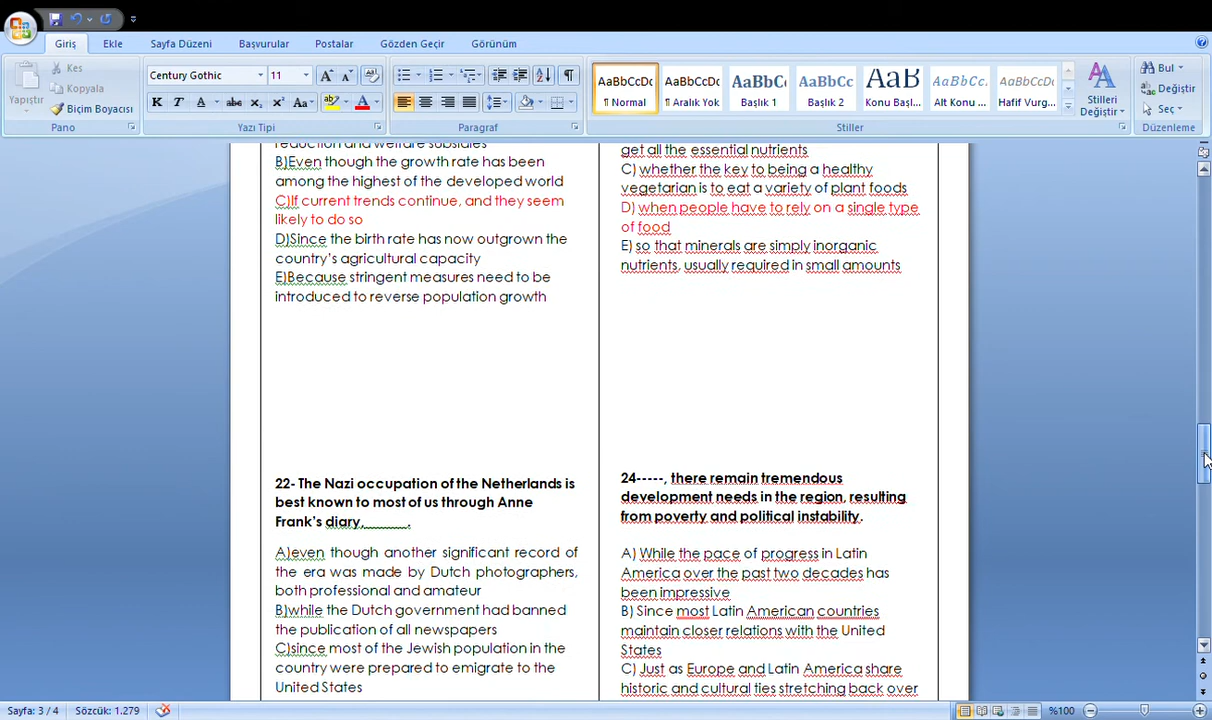 Giriş Ekle Sayfa Düzeni Başvurular Postalar Gözden Geçir Görünüm
Yapıştır
Kes
Kopyala
Biçim Boyacısı
Pano
Century Gothic 11
Yazı Tipi
Paragraf
AaBbCcDc AaBbCcDc AaBbC AaBbCc AaBbC AaBbCc. AaBbCcDc
¶ Normal ¶ Aralık Yok Başlık 1 Başlık 2 Konu Başl... Alt Konu ... Hafif Vurg...
Stilleri
Değiştir
Stiller
Bul
Değiştir
Seç
Düzenleme
reduction and welfare subsidies
B)Even though the growth rate has been
among the highest of the developed world
C)If current trends continue, and they seem
likely to do so
D)Since the birth rate has now outgrown the
country's agricultural capacity
E)Because stringent measures need to be
introduced to reverse population growth
22- The Nazi occupation of the Netherlands is
best known to most of us through Anne
Frank's diary,_______.
A)even though another significant record of
the era was made by Dutch photographers,
both professional and amateur
B)while the Dutch government had banned
the publication of all newspapers
C)since most of the Jewish population in the
country were prepared to emigrate to the
United States
get all the essential nutrients
C) whether the key to being a healthy
vegetarian is to eat a variety of plant foods
D) when people have to rely on a single type
of food
E) so that minerals are simply inorganic
nutrients, usually required in small amounts
24-----, there remain tremendous
development needs in the region, resulting
from poverty and political instability.
A) While the pace of progress in Latin
America over the past two decades has
been impressive
B) Since most Latin American countries
maintain closer relations with the United
States
C) Just as Europe and Latin America share
historic and cultural ties stretching back over
Sayfa: 3 / 4 Sözcük: 1.279 %100